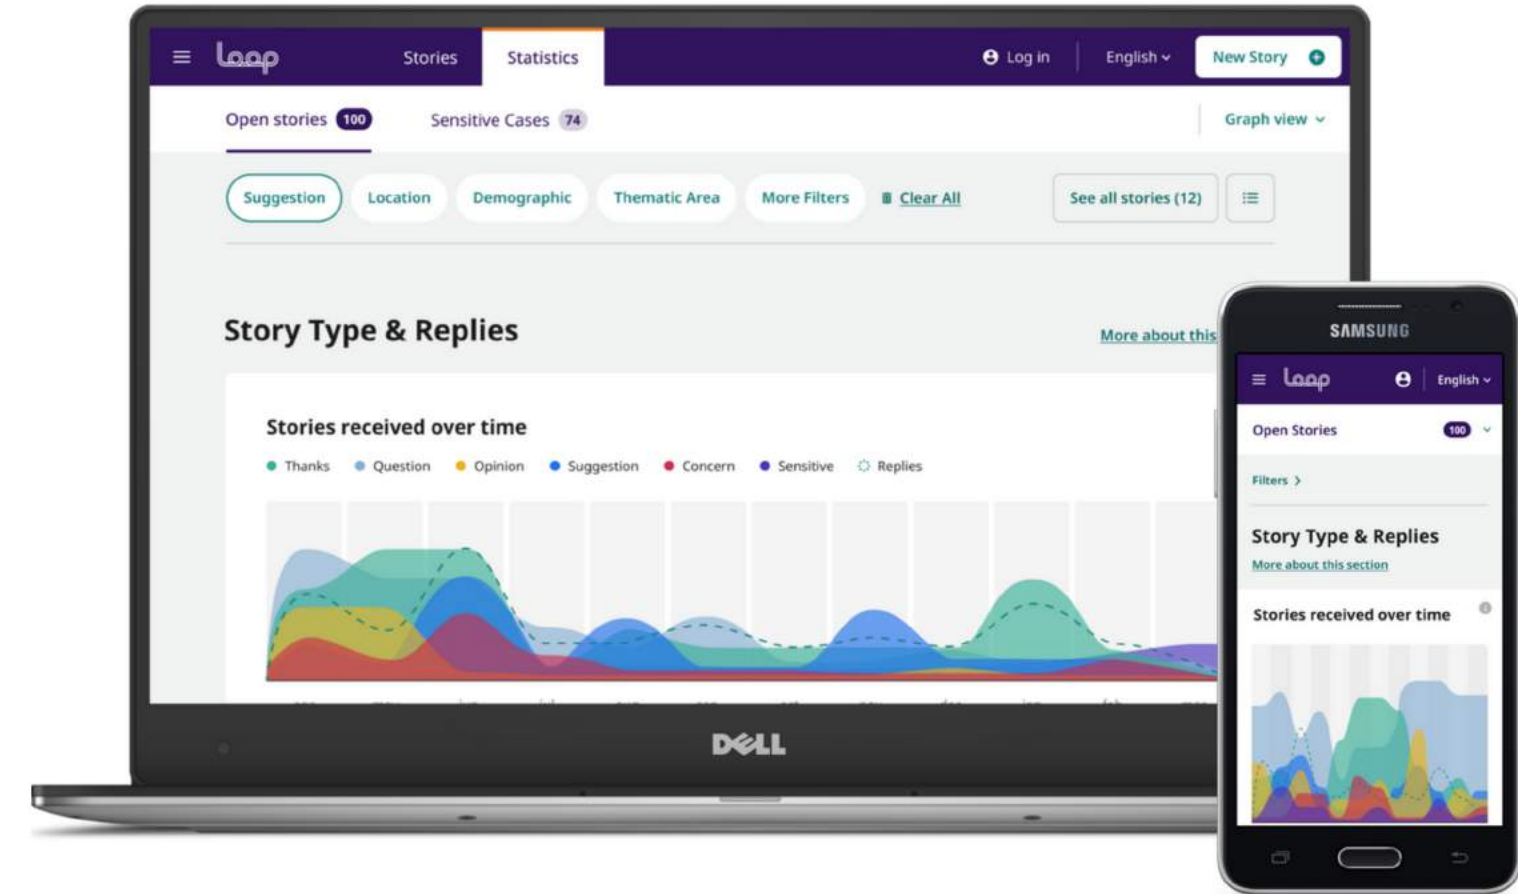 Loop Stories Statistics Log in English New Story
Open stories 100 Sensitive Cases 74 Graph view
Suggestion Location Demographic Thematic Area More Filters Clear All See all stories (12)
Story Type & Replies
More about this
Stories received over time
Thanks Question Opinion Suggestion Concern Sensitive Replies
DELL
SAMSUNG
Loop English
Open Stories 100
Filters >
Story Type & Replies
More about this section
Stories received over time